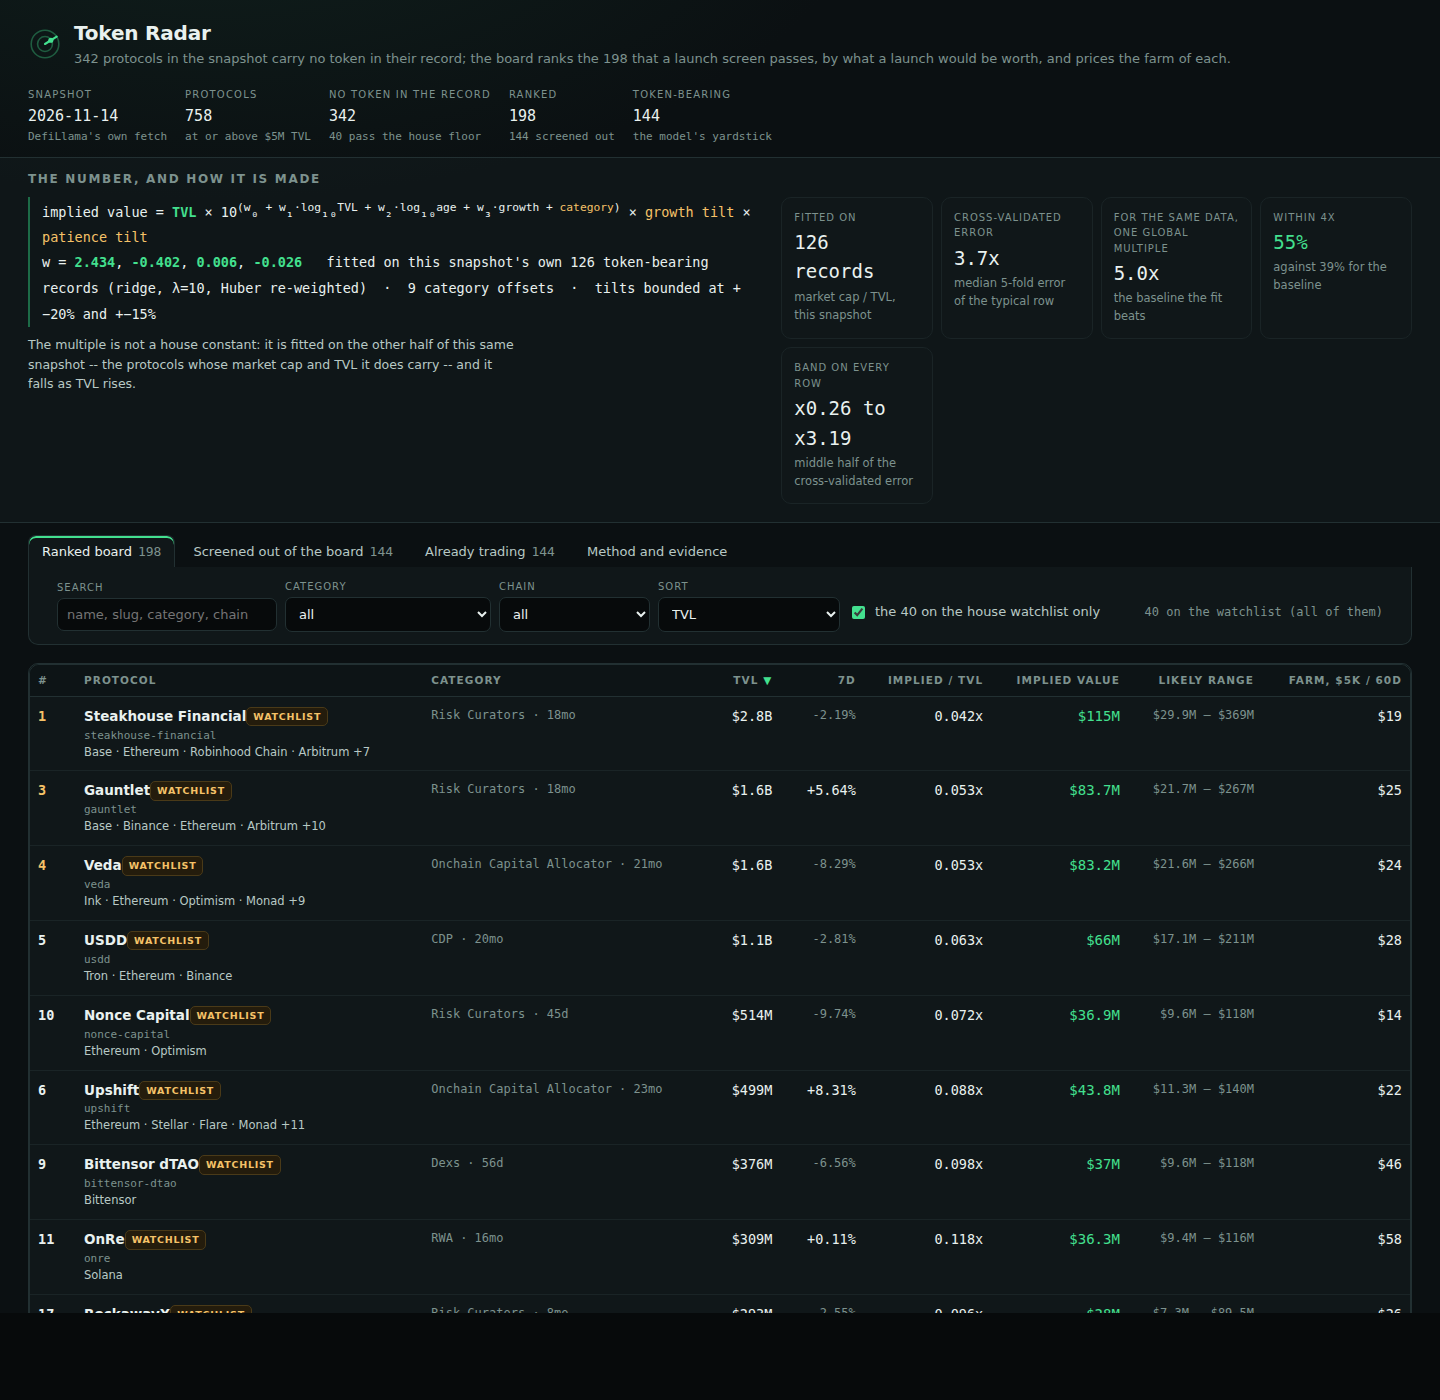 Token Radar
342 protocols in the snapshot carry no token in their record; the board ranks the 198 that a launch screen passes, by what a launch would be worth, and prices the farm of each.
SNAPSHOT
2026-11-14
DefiLlama's own fetch
PROTOCOLS
758
at or above $5M TVL
NO TOKEN IN THE RECORD
342
40 pass the house floor
RANKED
198
144 screened out
TOKEN-BEARING
144
the model's yardstick
THE NUMBER, AND HOW IT IS MADE
implied value = TVL × 10(w₀ + w₁·log₁₀TVL + w₂·log₁₀age + w₃·growth + category) × growth tilt ×
patience tilt
w = 2.434, -0.402, 0.006, -0.026 fitted on this snapshot's own 126 token-bearing
records (ridge, λ=10, Huber re-weighted) · 9 category offsets · tilts bounded at +
−20% and +−15%
The multiple is not a house constant: it is fitted on the other half of this same
snapshot -- the protocols whose market cap and TVL it does carry -- and it
falls as TVL rises.
FITTED ON
126
records
market cap / TVL,
this snapshot
CROSS-VALIDATED
ERROR
3.7x
median 5-fold error
of the typical row
FOR THE SAME DATA,
ONE GLOBAL
MULTIPLE
5.0x
the baseline the fit
beats
WITHIN 4X
55%
against 39% for the
baseline
BAND ON EVERY
ROW
x0.26 to
x3.19
middle half of the
cross-validated error
Ranked board 198
Screened out of the board 144
Already trading 144
Method and evidence
SEARCH
name, slug, category, chain
CATEGORY
all
CHAIN
all
SORT
TVL
the 40 on the house watchlist only
40 on the watchlist (all of them)
# PROTOCOL CATEGORY TVL ▼ 7D IMPLIED / TVL IMPLIED VALUE LIKELY RANGE FARM, $5K / 60D
1 Steakhouse Financial WATCHLIST Risk Curators · 18mo $2.8B -2.19% 0.042x $115M $29.9M – $369M $19
steakhouse-financial
Base · Ethereum · Robinhood Chain · Arbitrum +7
3 Gauntlet WATCHLIST Risk Curators · 18mo $1.6B +5.64% 0.053x $83.7M $21.7M – $267M $25
gauntlet
Base · Binance · Ethereum · Arbitrum +10
4 Veda WATCHLIST Onchain Capital Allocator · 21mo $1.6B -8.29% 0.053x $83.2M $21.6M – $266M $24
veda
Ink · Ethereum · Optimism · Monad +9
5 USDD WATCHLIST CDP · 20mo $1.1B -2.81% 0.063x $66M $17.1M – $211M $28
usdd
Tron · Ethereum · Binance
10 Nonce Capital WATCHLIST Risk Curators · 45d $514M -9.74% 0.072x $36.9M $9.6M – $118M $14
nonce-capital
Ethereum · Optimism
6 Upshift WATCHLIST Onchain Capital Allocator · 23mo $499M +8.31% 0.088x $43.8M $11.3M – $140M $22
upshift
Ethereum · Stellar · Flare · Monad +11
9 Bittensor dTAO WATCHLIST Dexs · 56d $376M -6.56% 0.098x $37M $9.6M – $118M $46
bittensor-dtao
Bittensor
11 OnRe WATCHLIST RWA · 16mo $309M +0.11% 0.118x $36.3M $9.4M – $116M $58
onre
Solana
17 RockawayX WATCHLIST Risk Curators · 8mo $293M -2.55% 0.096x $28M $7.3M – $89.5M $26